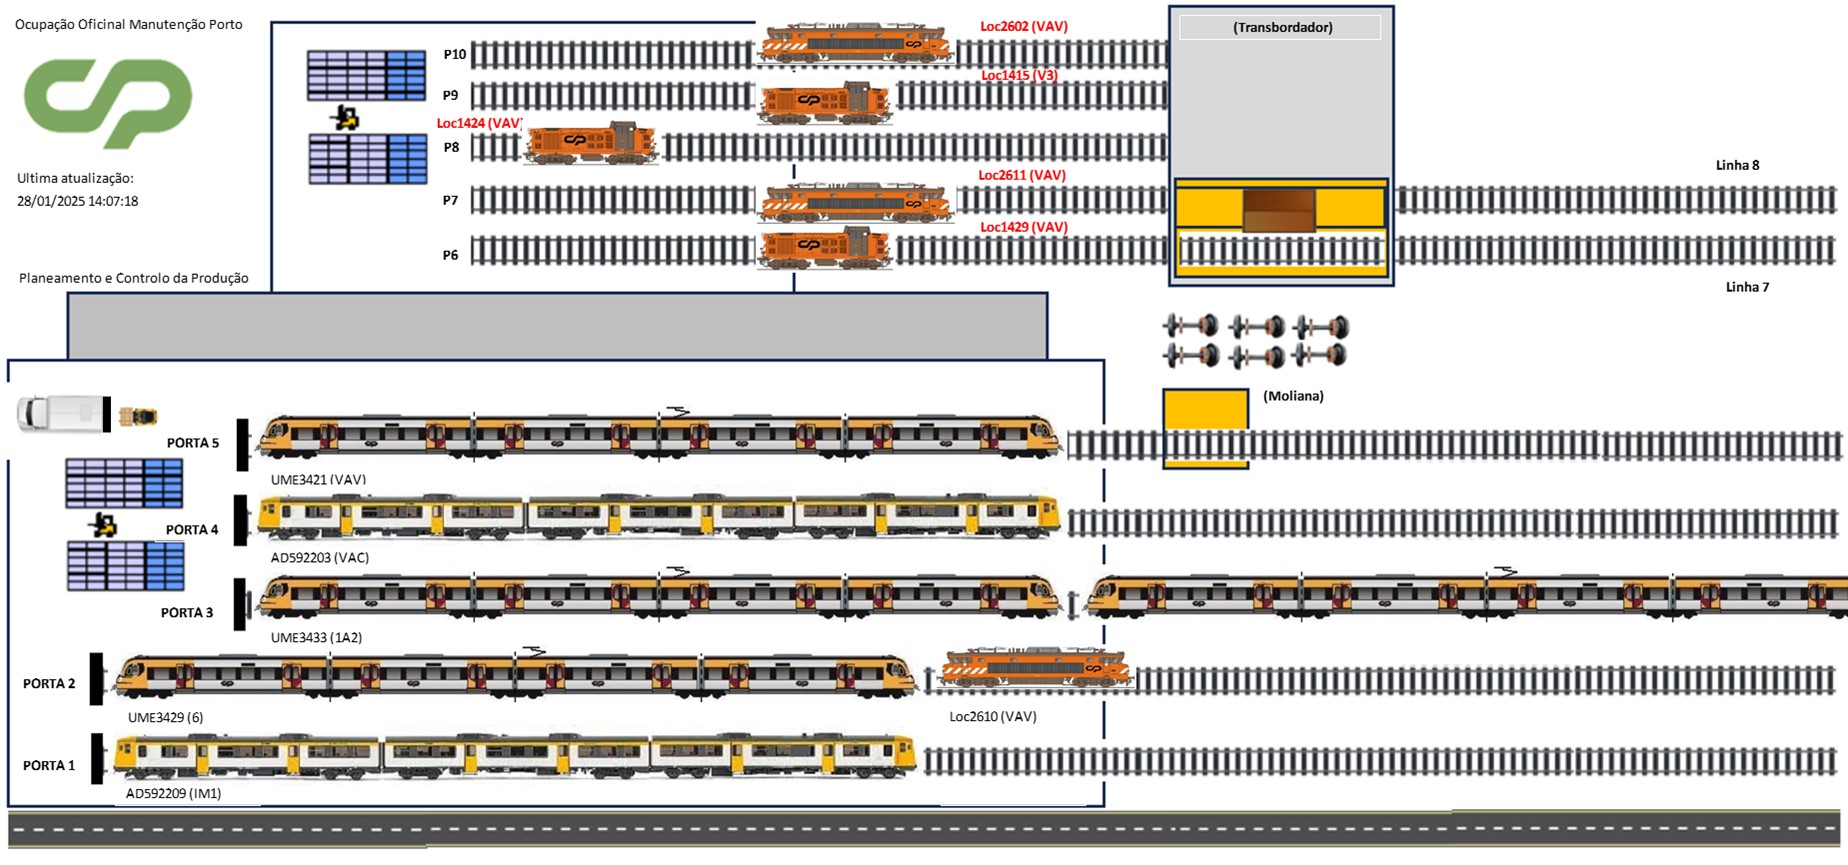 Ocupação Oficinal Manutenção Porto
CP
Ultima atualização:
28/01/2025 14:07:18
Planeamento e Controlo da Produção
Loc2602 (VAV)
P10
Loc1415 (V3)
P9
Loc1424 (VAV)
P8
Loc2611 (VAV)
P7
Loc1429 (VAV)
P6
(Transbordador)
Linha 8
Linha 7
(Moliana)
PORTA 5
UME3421 (VAV)
PORTA 4
AD592203 (VAC)
PORTA 3
UME3433 (1A2)
PORTA 2
UME3429 (6)
Loc2610 (VAV)
PORTA 1
AD592209 (IM1)